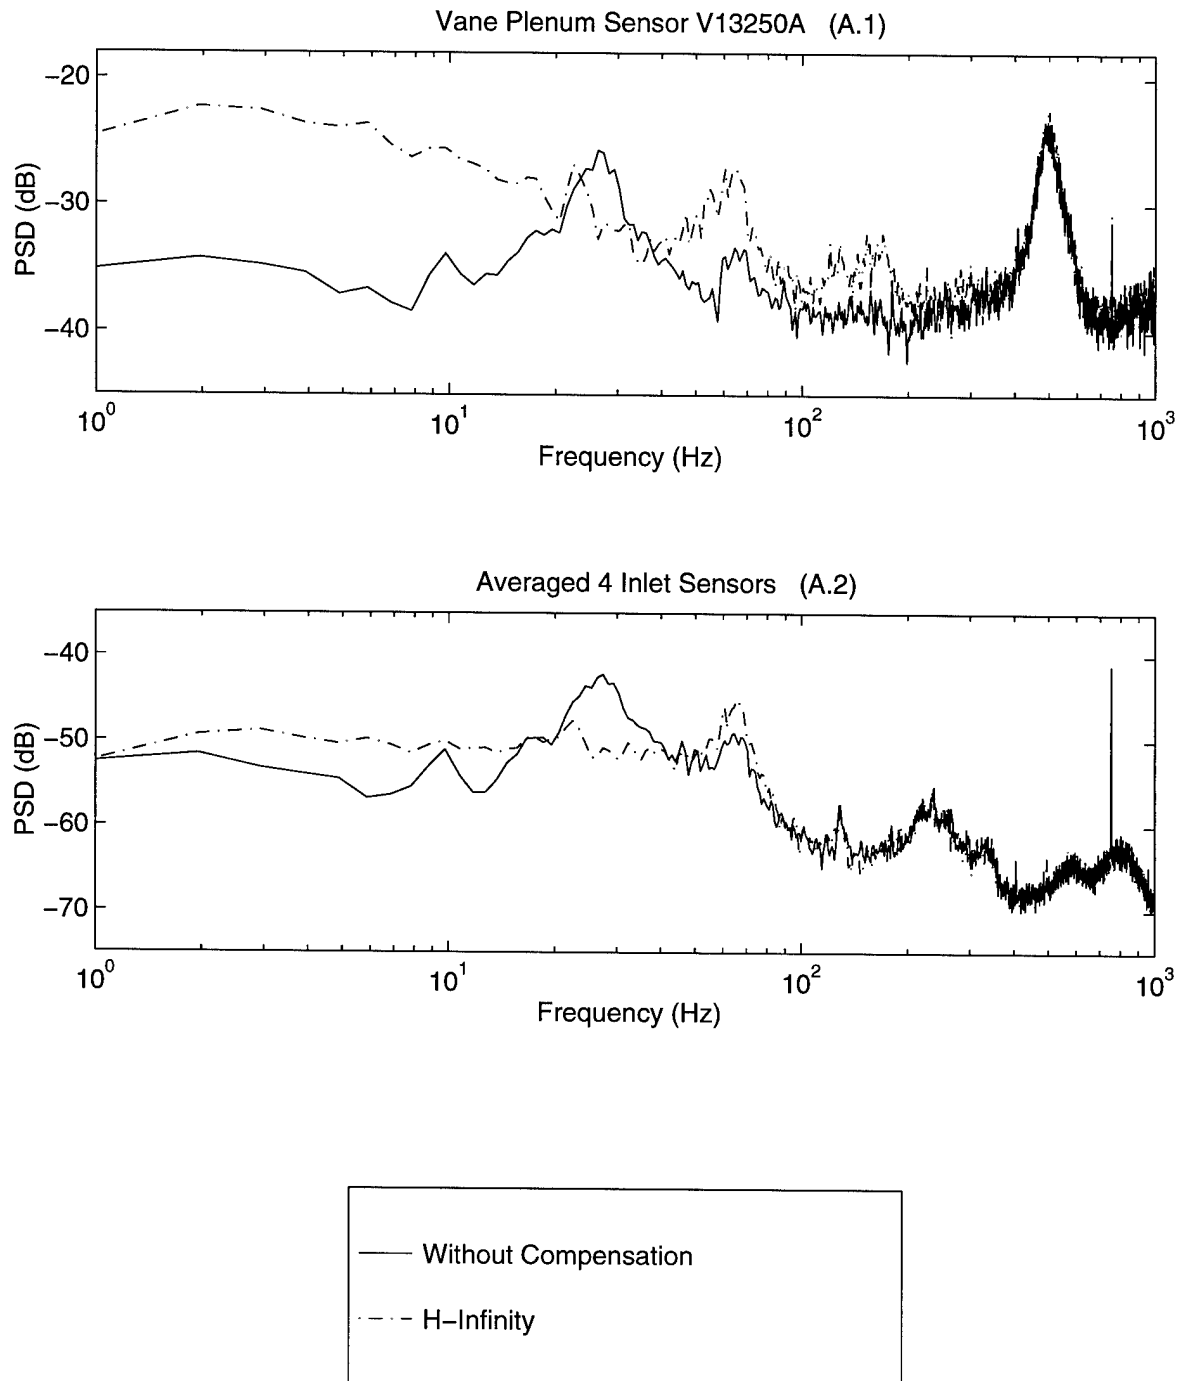 Vane Plenum Sensor V13250A (A.1)
−20
−30
−40
PSD (dB)
10^0
10^1
10^2
10^3
Frequency (Hz)
Averaged 4 Inlet Sensors (A.2)
−40
−50
−60
−70
PSD (dB)
10^0
10^1
10^2
10^3
Frequency (Hz)
Without Compensation
H−Infinity